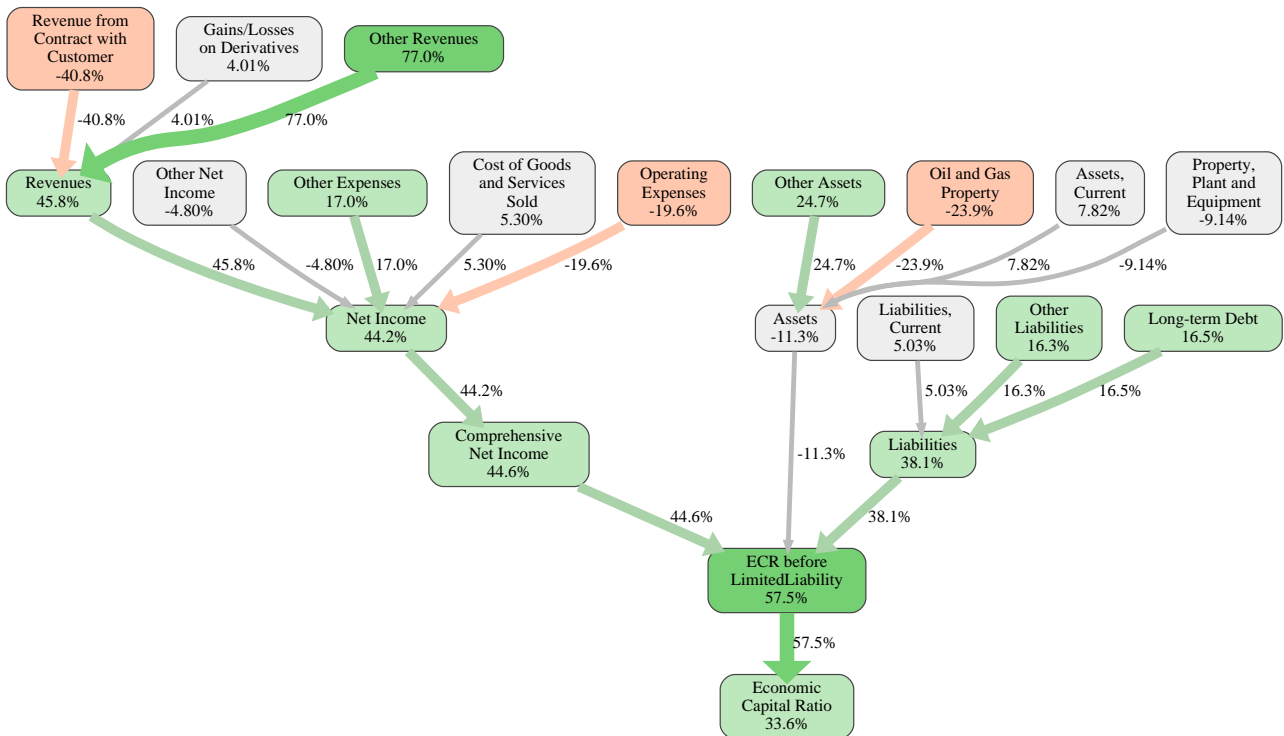 Revenue from
Contract with
Customer
-40.8%
Gains/Losses
on Derivatives
4.01%
Other Revenues
77.0%
-40.8%
4.01%
77.0%
Revenues
45.8%
Other Net
Income
-4.80%
Other Expenses
17.0%
Cost of Goods
and Services
Sold
5.30%
Operating
Expenses
-19.6%
Other Assets
24.7%
Oil and Gas
Property
-23.9%
Assets,
Current
7.82%
Property,
Plant and
Equipment
-9.14%
45.8%
-4.80%
17.0%
5.30%
-19.6%
24.7%
-23.9%
7.82%
-9.14%
Net Income
44.2%
Assets
-11.3%
Liabilities,
Current
5.03%
Other
Liabilities
16.3%
Long-term Debt
16.5%
44.2%
5.03%
16.3%
16.5%
Comprehensive
Net Income
44.6%
-11.3%
Liabilities
38.1%
44.6%
38.1%
ECR before
LimitedLiability
57.5%
57.5%
Economic
Capital Ratio
33.6%